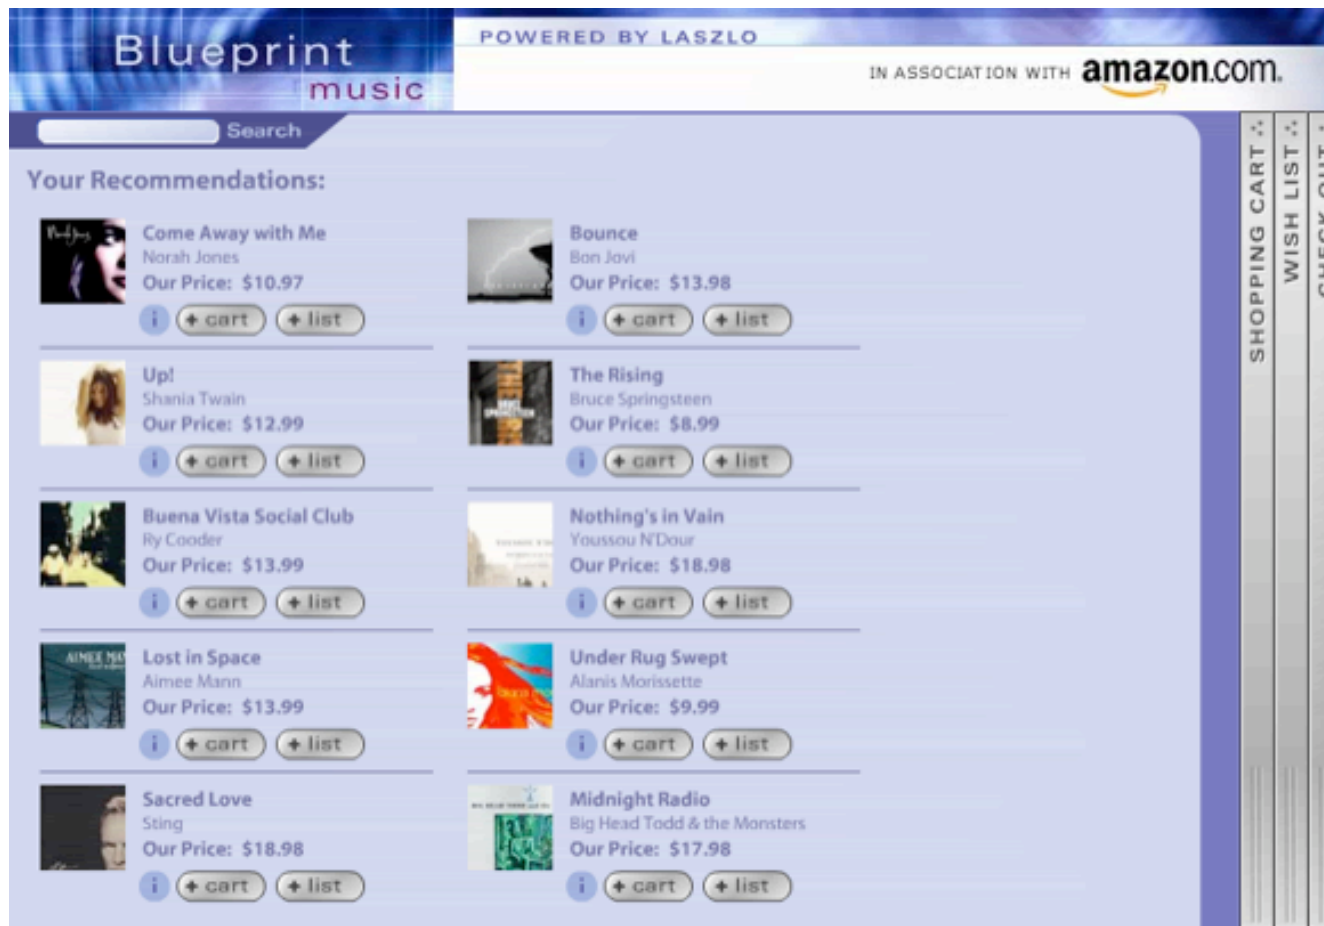 Blueprint
music
POWERED BY LASZLO
IN ASSOCIATION WITH amazon.com.
Search
Your Recommendations:
Come Away with Me
Norah Jones
Our Price: $10.97
i + cart + list
Bounce
Bon Jovi
Our Price: $13.98
i + cart + list
Up!
Shania Twain
Our Price: $12.99
i + cart + list
The Rising
Bruce Springsteen
Our Price: $8.99
i + cart + list
Buena Vista Social Club
Ry Cooder
Our Price: $13.99
i + cart + list
Nothing's in Vain
Youssou N'Dour
Our Price: $18.98
i + cart + list
Lost in Space
Aimee Mann
Our Price: $13.99
i + cart + list
Under Rug Swept
Alanis Morissette
Our Price: $9.99
i + cart + list
Sacred Love
Sting
Our Price: $18.98
i + cart + list
Midnight Radio
Big Head Todd & the Monsters
Our Price: $17.98
i + cart + list
SHOPPING CART
WISH LIST
CHECK OUT